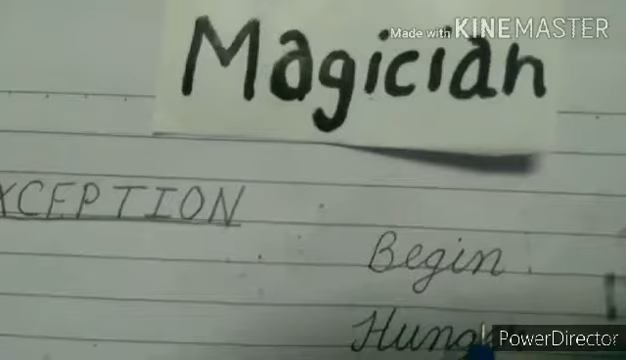 Made with KINEMASTER
Magician
XCEPTION
Begin
PowerDirector